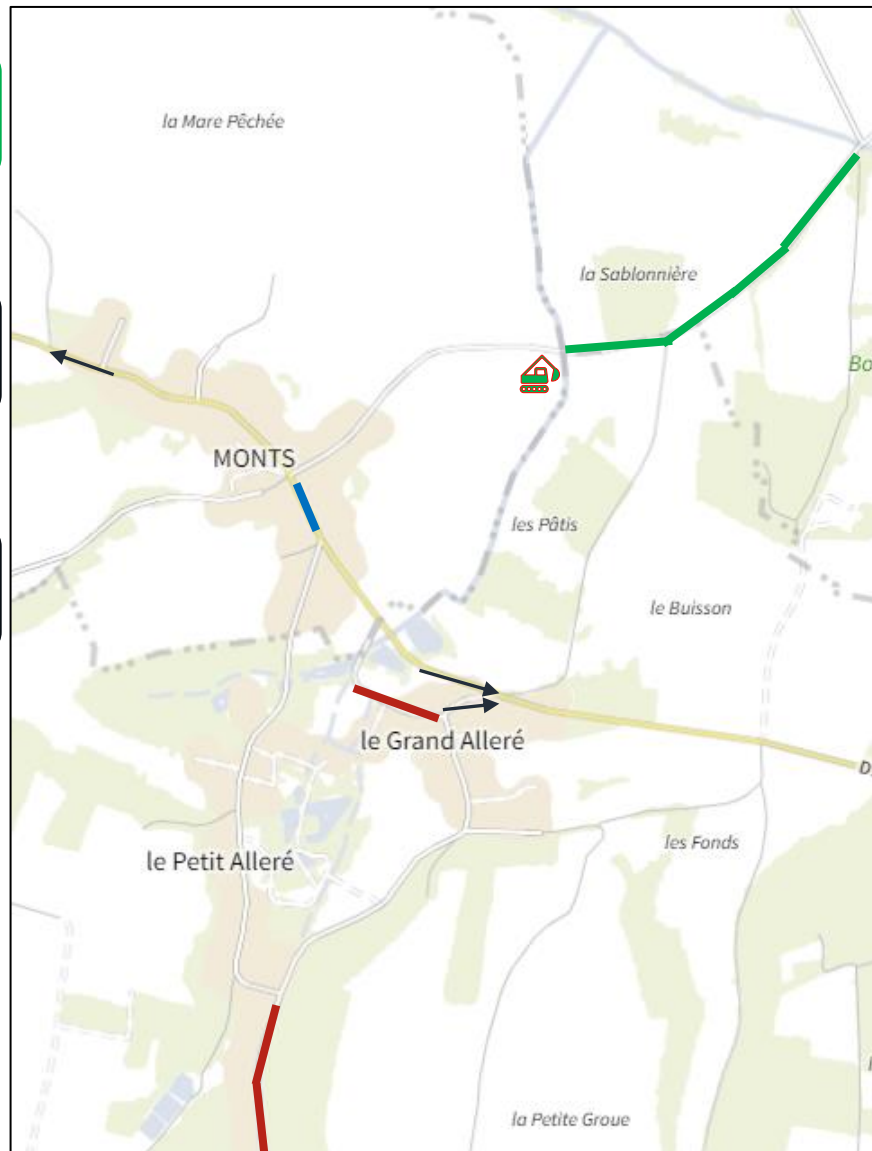 la Mare Pêchée
la Sablonnière
Bo
MONTS
les Pâtis
le Buisson
le Grand Alleré
D
les Fonds
le Petit Alleré
la Petite Groue